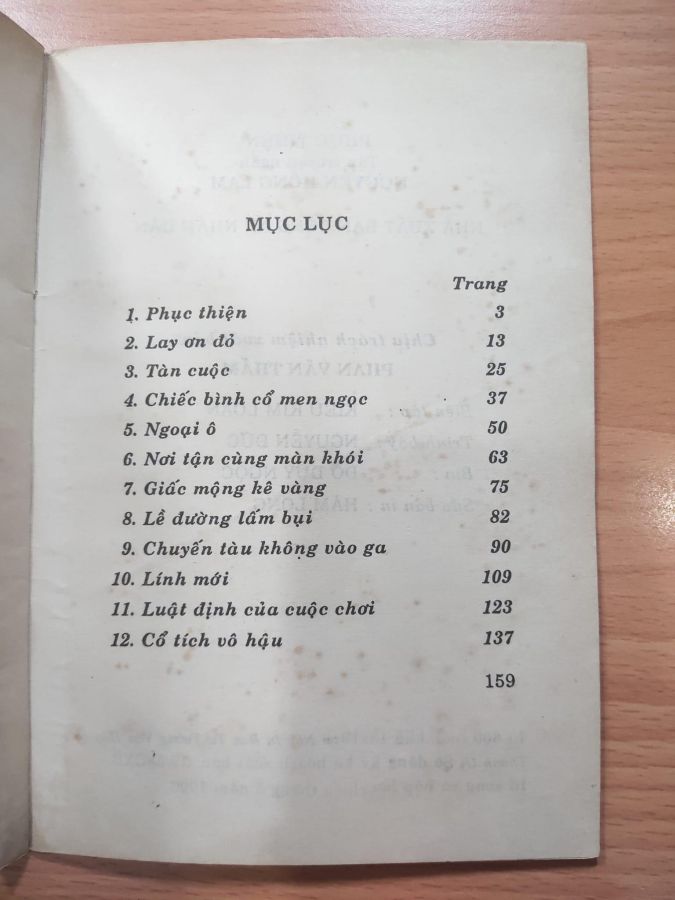 MỤC LỤC
Trang
1. Phục thiện 3
2. Lay ơn đỏ 13
3. Tàn cuộc 25
4. Chiếc bình cổ men ngọc 37
5. Ngoại ô 50
6. Nơi tận cùng màn khói 63
7. Giấc mộng kê vàng 75
8. Lề đường lấm bụi 82
9. Chuyến tàu không vào ga 90
10. Lính mới 109
11. Luật định của cuộc chơi 123
12. Cổ tích vô hậu 137
159